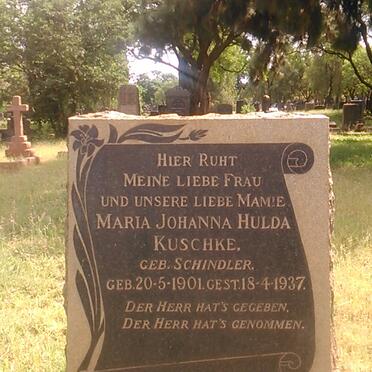 Hier Ruht
Meine liebe Frau
und unsere liebe Mamie
Maria Johanna Hulda
Kuschke,
geb. Schindler,
geb. 20-5-1901. gest. 18-4-1937.
Der Herr hat's gegeben,
Der Herr hat's genommen.